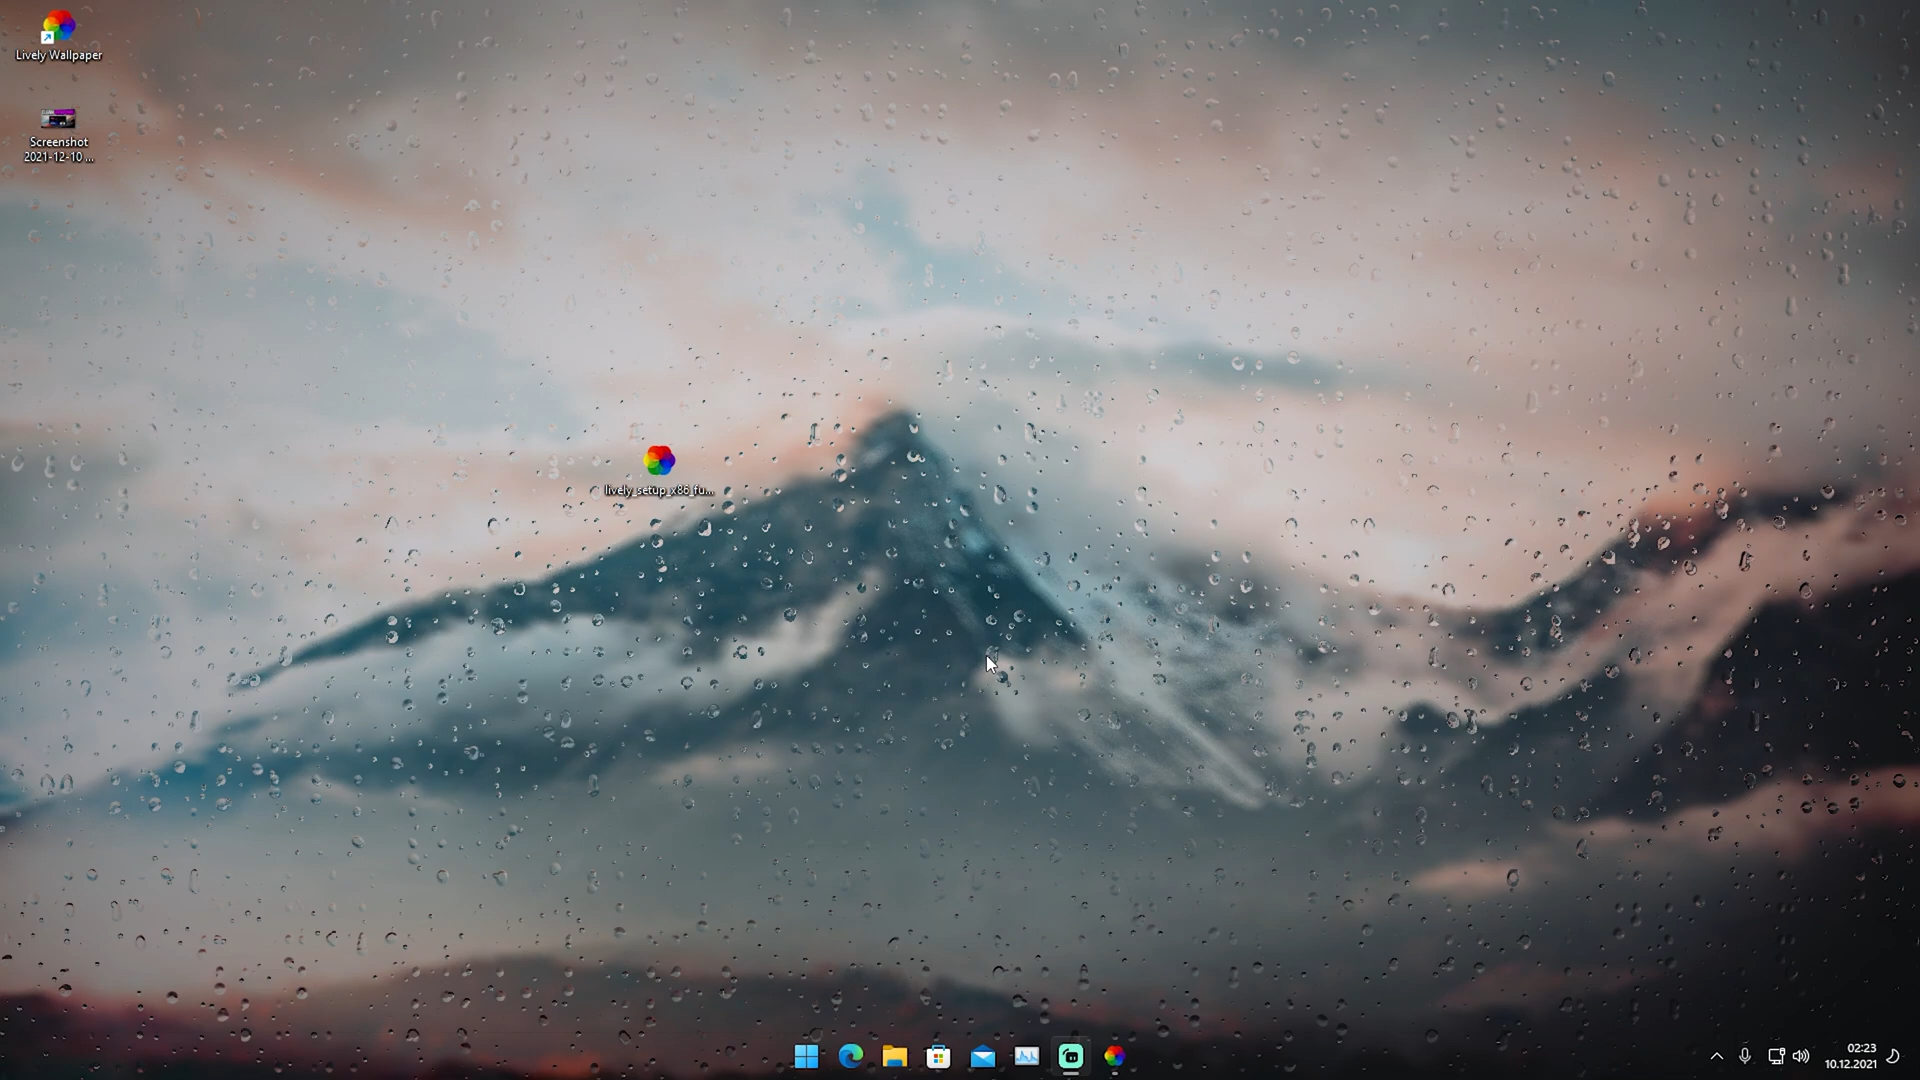 Lively Wallpaper
Screenshot
2021-12-10 ...
lively_setup_x86_fu...
02:23
10.12.2021